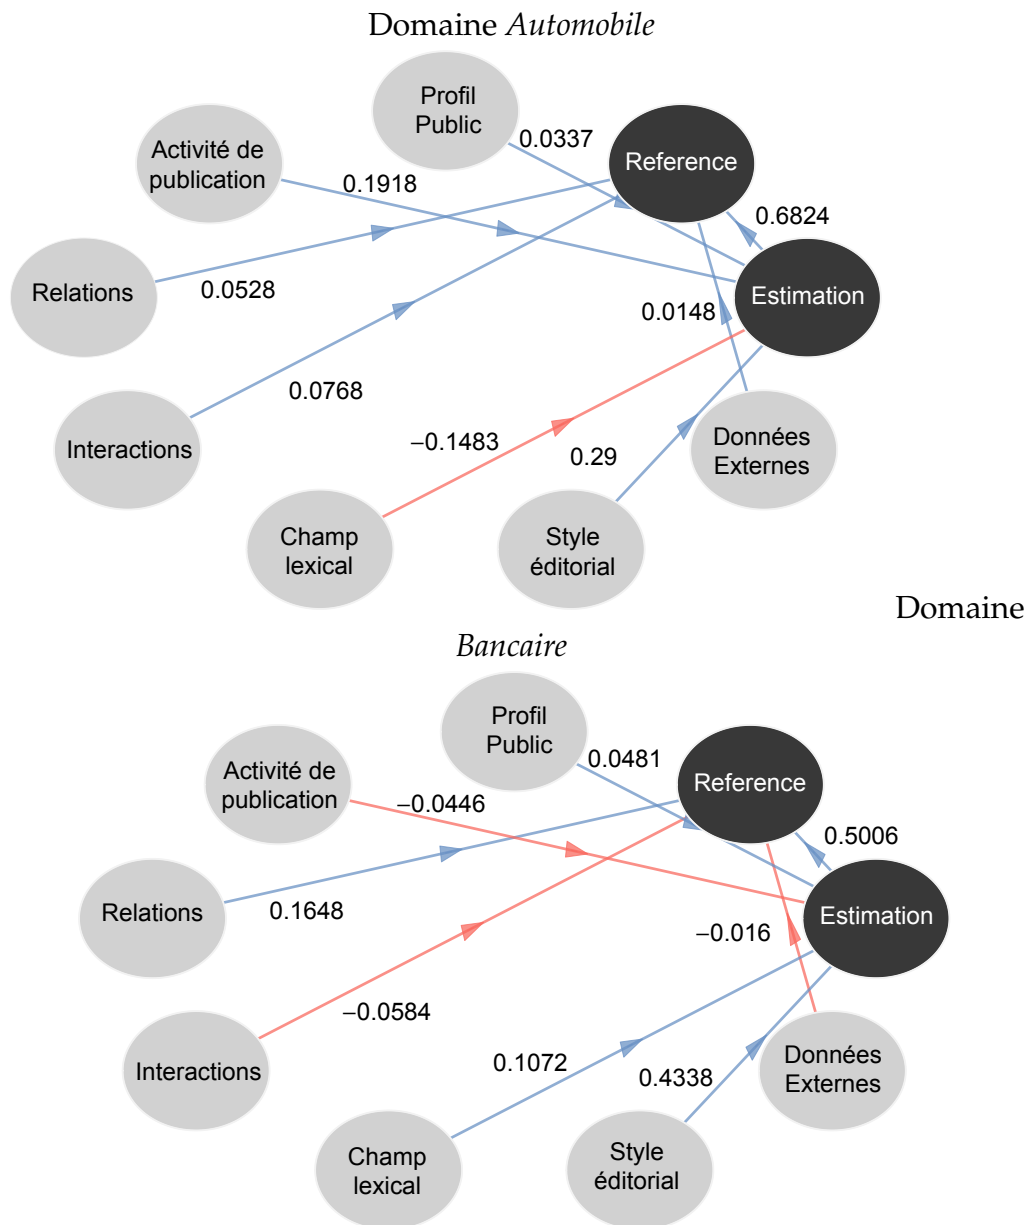 Domaine Automobile
Profil
Public
0.0337
Reference
Activité de
publication
0.1918
0.6824
Relations
0.0528
Estimation
0.0148
0.0768
Interactions
−0.1483
0.29
Données
Externes
Champ
lexical
Style
éditorial
Domaine
Bancaire
Profil
Public
0.0481
Reference
Activité de
publication
−0.0446
0.5006
Relations
0.1648
Estimation
−0.016
−0.0584
Interactions
0.1072
0.4338
Données
Externes
Champ
lexical
Style
éditorial